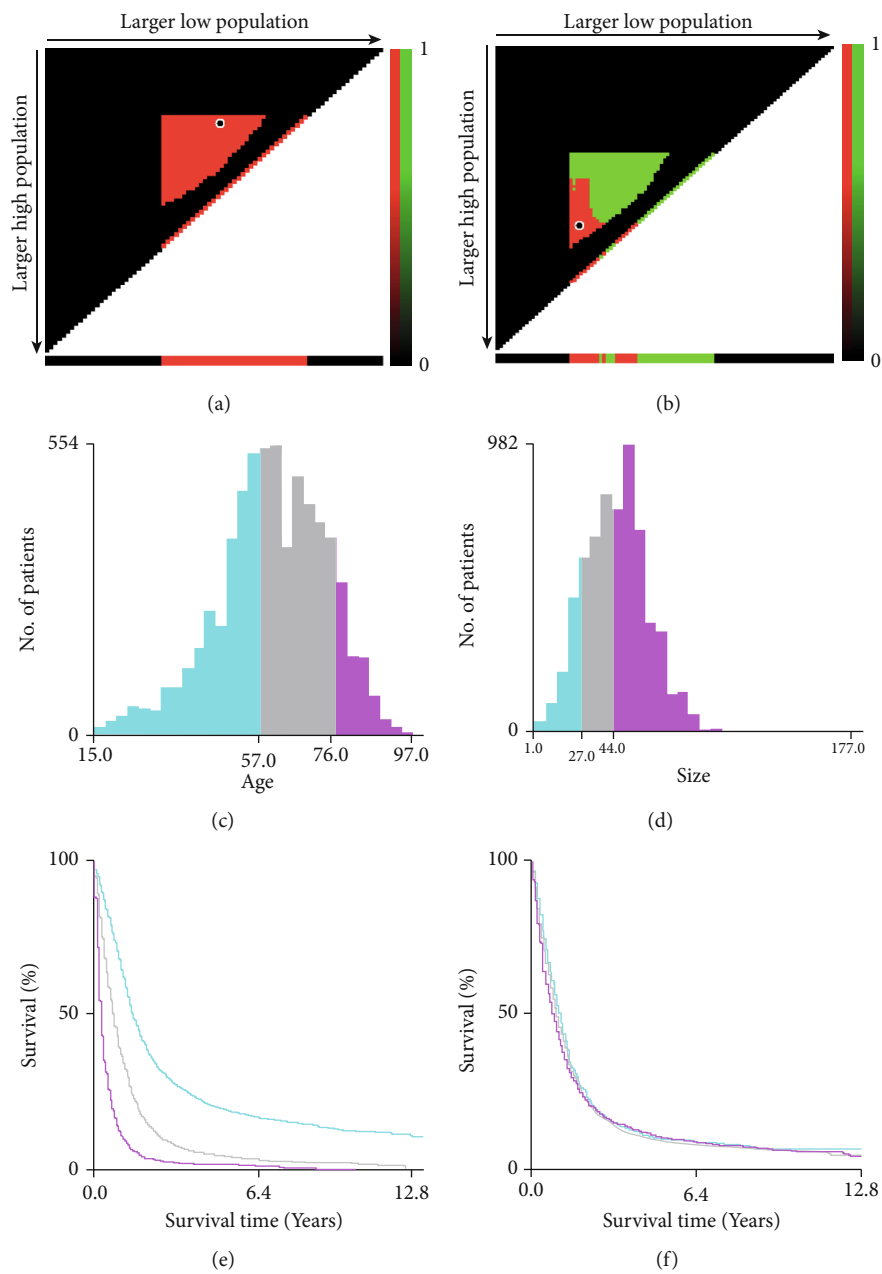 Larger low population
Larger high population
1
0
(a)
Larger low population
Larger high population
1
0
(b)
554
No. of patients
0
15.0
57.0
76.0
97.0
Age
(c)
982
No. of patients
0
1.0
27.0
44.0
177.0
Size
(d)
100
Survival (%)
50
0
0.0
6.4
12.8
Survival time (Years)
(e)
100
Survival (%)
50
0
0.0
6.4
12.8
Survival time (Years)
(f)